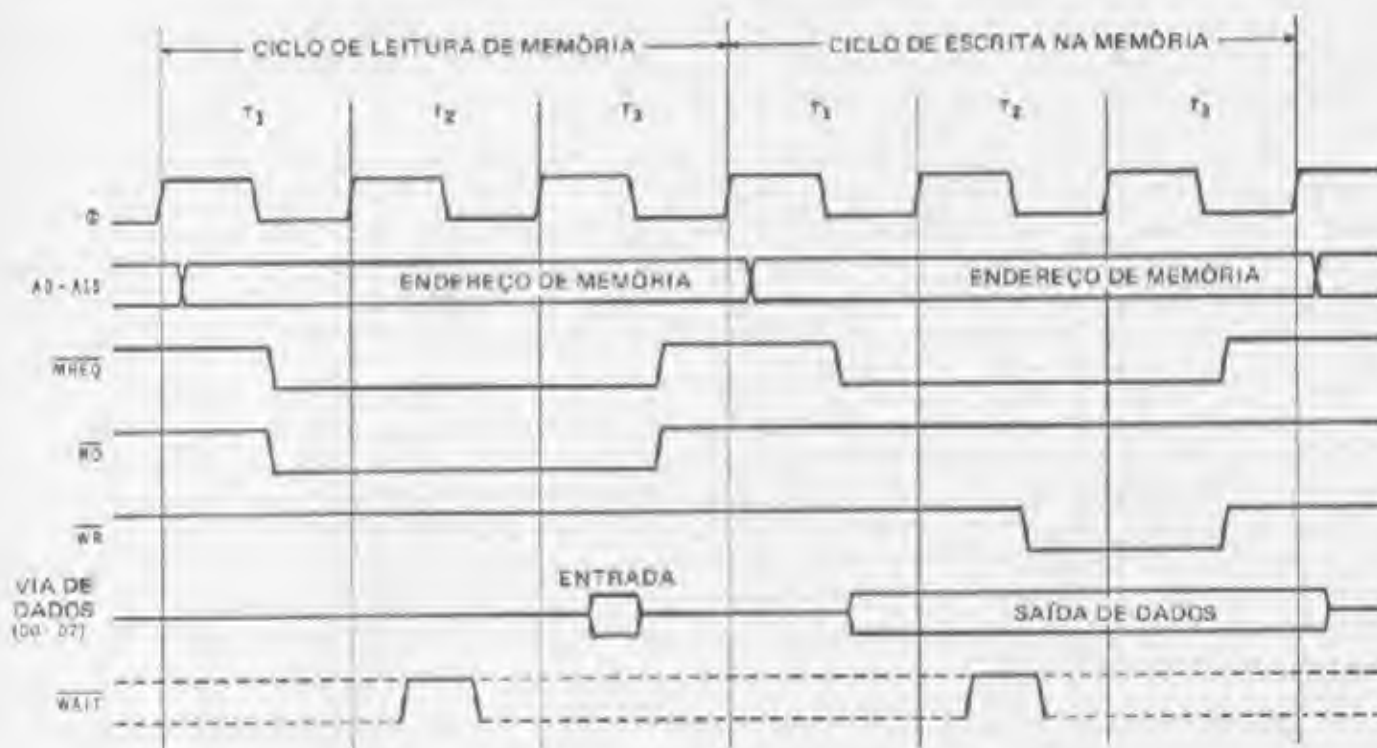 CICLO DE LEITURA DE MEMÓRIA
CICLO DE ESCRITA NA MEMÓRIA
T1 T2 T3 T1 T2 T3
Φ
A0 - A15
ENDEREÇO DE MEMÓRIA
ENDEREÇO DE MEMÓRIA
MREQ
RD
WR
ENTRADA
VIA DE
DADOS
(D0 - D7)
SAÍDA DE DADOS
WAIT